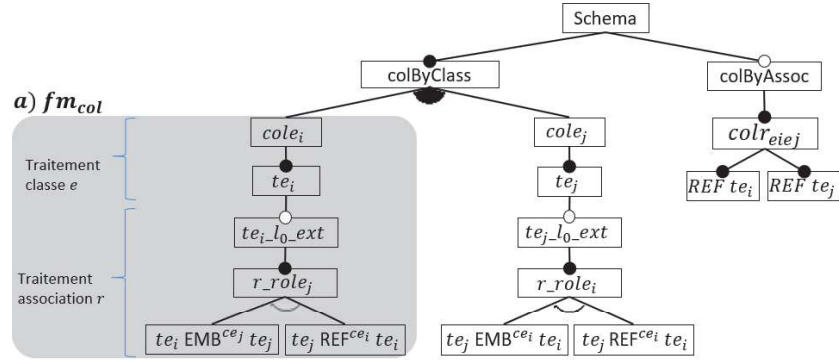 Schema
colByClass
colByAssoc
a) fm_col
cole_i
cole_j
colr_eiej
Traitement
classe e
te_i
te_j
REF te_i
REF te_j
te_i_l_0_ext
te_j_l_0_ext
Traitement
association r
r_role_j
r_role_i
te_i EMB^ce_j te_j
te_j REF^ce_i te_i
te_j EMB^ce_i te_i
te_j REF^ce_i te_i